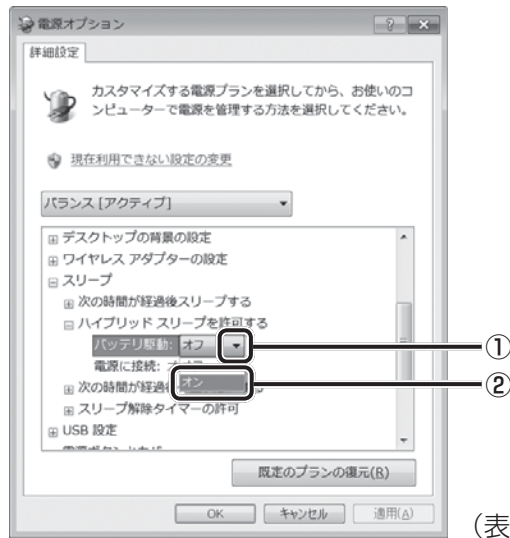 電源オプション
詳細設定
カスタマイズする電源プランを選択してから、お使いのコ
ンピューターで電源を管理する方法を選択してください。
現在利用できない設定の変更
バランス [アクティブ]
デスクトップの背景の設定
ワイヤレス アダプターの設定
スリープ
次の時間が経過後スリープする
ハイブリッド スリープを許可する
バッテリ駆動: オフ
①
電源に接続:
オン
②
次の時間が経過
スリープ解除タイマーの許可
USB 設定
既定のプランの復元(R)
OK キャンセル 適用(A)
（表